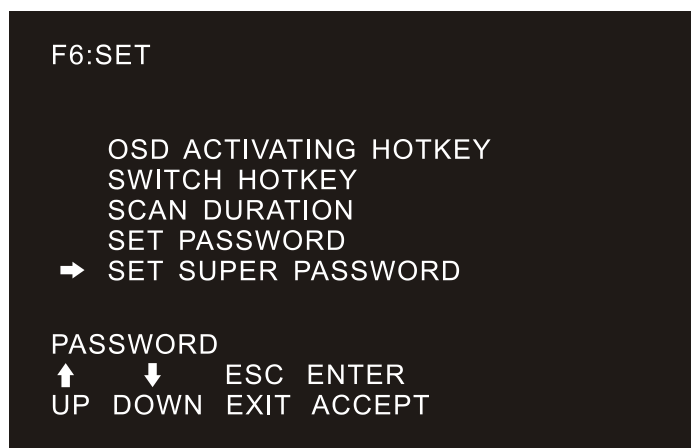 F6:SET
OSD ACTIVATING HOTKEY
SWITCH HOTKEY
SCAN DURATION
SET PASSWORD
SET SUPER PASSWORD
PASSWORD
ESC ENTER
UP DOWN EXIT ACCEPT